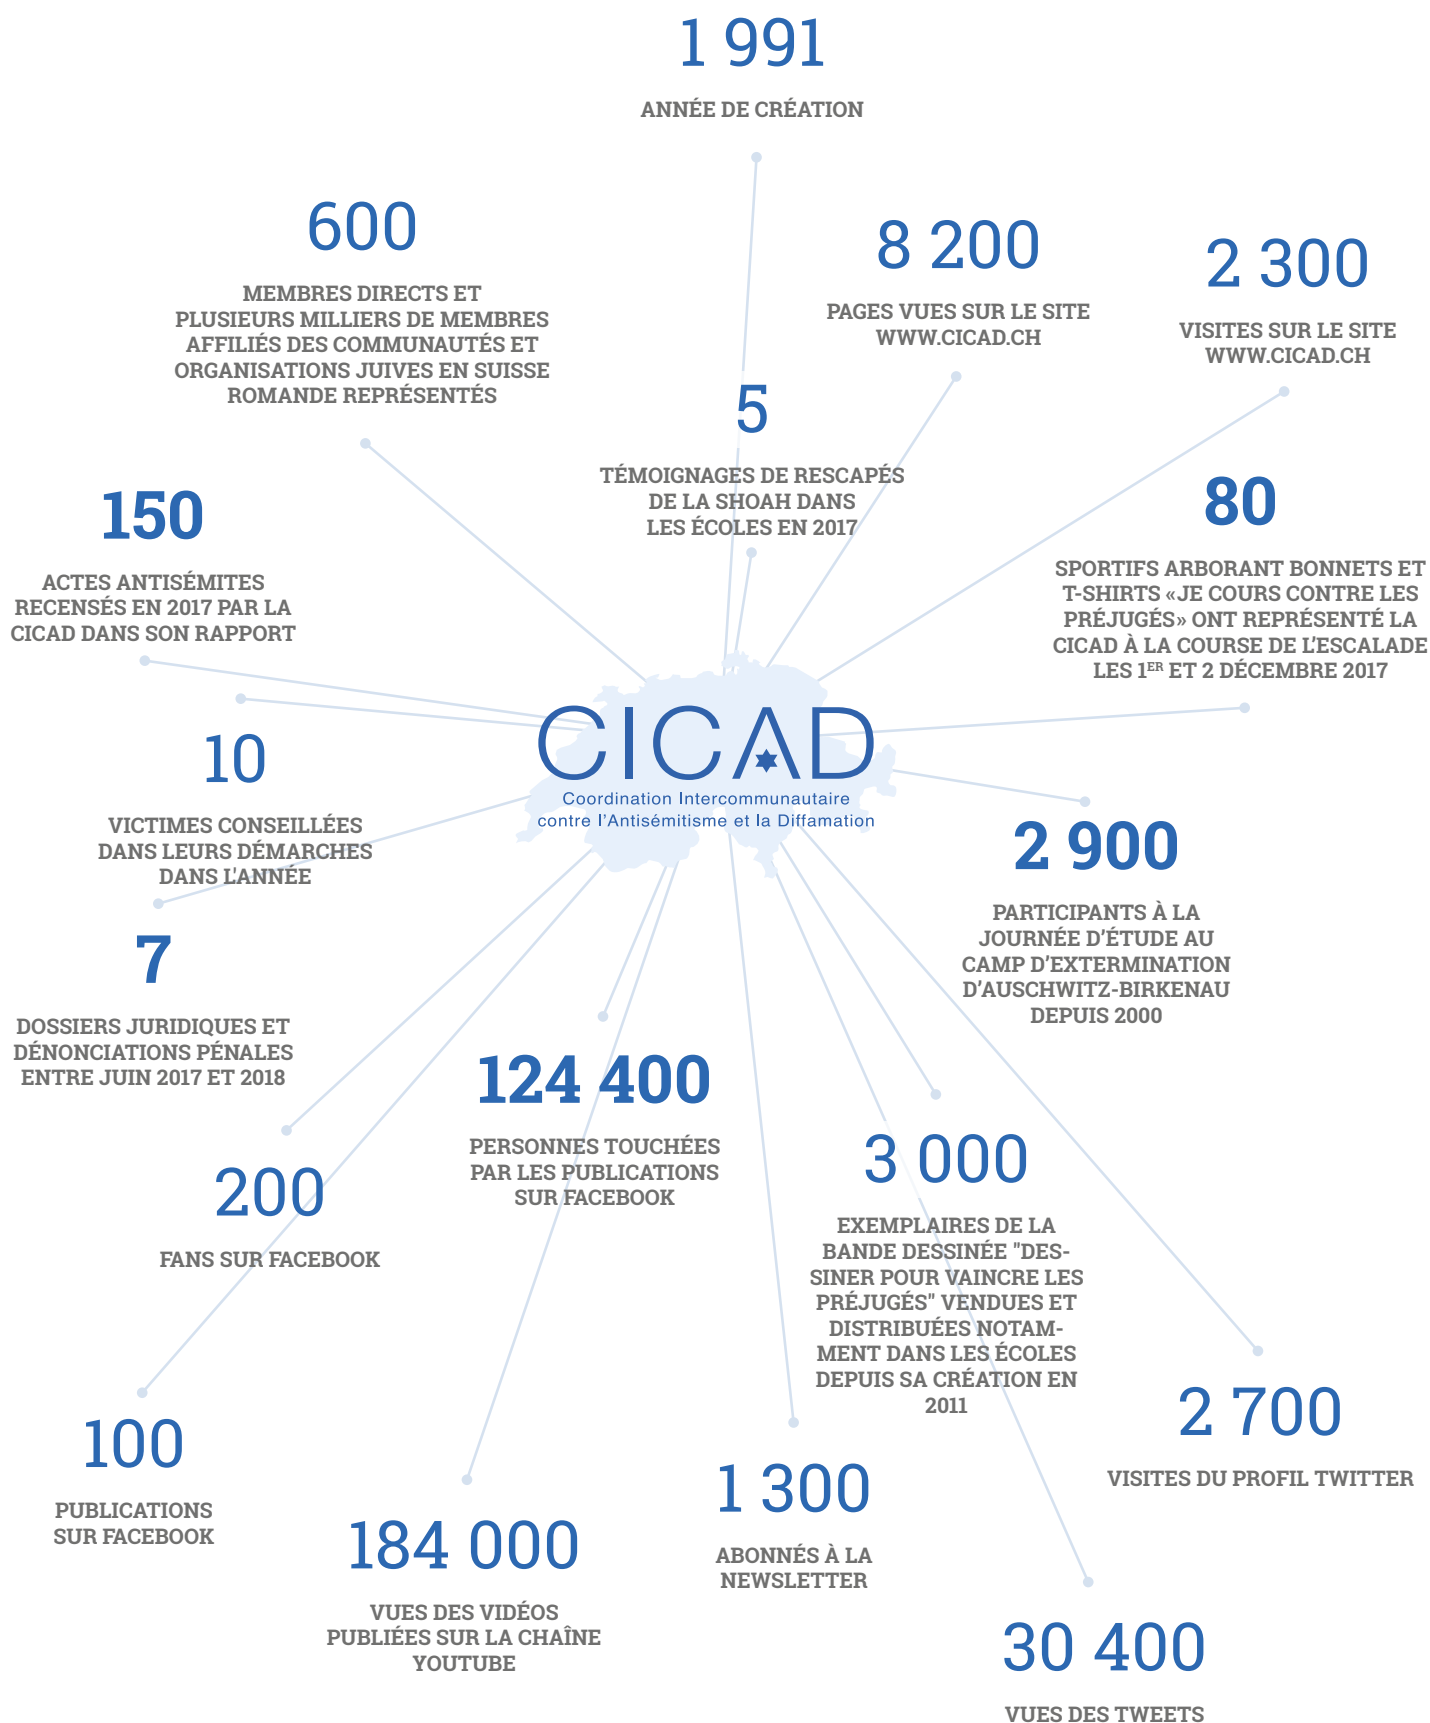 1 991
ANNÉE DE CRÉATION
600
MEMBRES DIRECTS ET
PLUSIEURS MILLIERS DE MEMBRES
AFFILIÉS DES COMMUNAUTÉS ET
ORGANISATIONS JUIVES EN SUISSE
ROMANDE REPRÉSENTÉS
8 200
PAGES VUES SUR LE SITE
WWW.CICAD.CH
2 300
VISITES SUR LE SITE
WWW.CICAD.CH
5
TÉMOIGNAGES DE RESCAPÉS
DE LA SHOAH DANS
LES ÉCOLES EN 2017
150
ACTES ANTISÉMITES
RECENSÉS EN 2017 PAR LA
CICAD DANS SON RAPPORT
80
SPORTIFS ARBORANT BONNETS ET
T-SHIRTS «JE COURS CONTRE LES
PRÉJUGÉS» ONT REPRÉSENTÉ LA
CICAD À LA COURSE DE L'ESCALADE
LES 1ER ET 2 DÉCEMBRE 2017
CICAD
Coordination Intercommunautaire
contre l'Antisémitisme et la Diffamation
10
VICTIMES CONSEILLÉES
DANS LEURS DÉMARCHES
DANS L'ANNÉE
2 900
PARTICIPANTS À LA
JOURNÉE D'ÉTUDE AU
CAMP D'EXTERMINATION
D'AUSCHWITZ-BIRKENAU
DEPUIS 2000
7
DOSSIERS JURIDIQUES ET
DÉNONCIATIONS PÉNALES
ENTRE JUIN 2017 ET 2018
124 400
PERSONNES TOUCHÉES
PAR LES PUBLICATIONS
SUR FACEBOOK
200
FANS SUR FACEBOOK
3 000
EXEMPLAIRES DE LA
BANDE DESSINÉE "DES-
SINER POUR VAINCRE LES
PRÉJUGÉS" VENDUES ET
DISTRIBUÉES NOTAM-
MENT DANS LES ÉCOLES
DEPUIS SA CRÉATION EN
2011
2 700
VISITES DU PROFIL TWITTER
100
PUBLICATIONS
SUR FACEBOOK
184 000
VUES DES VIDÉOS
PUBLIÉES SUR LA CHAÎNE
YOUTUBE
1 300
ABONNÉS À LA
NEWSLETTER
30 400
VUES DES TWEETS